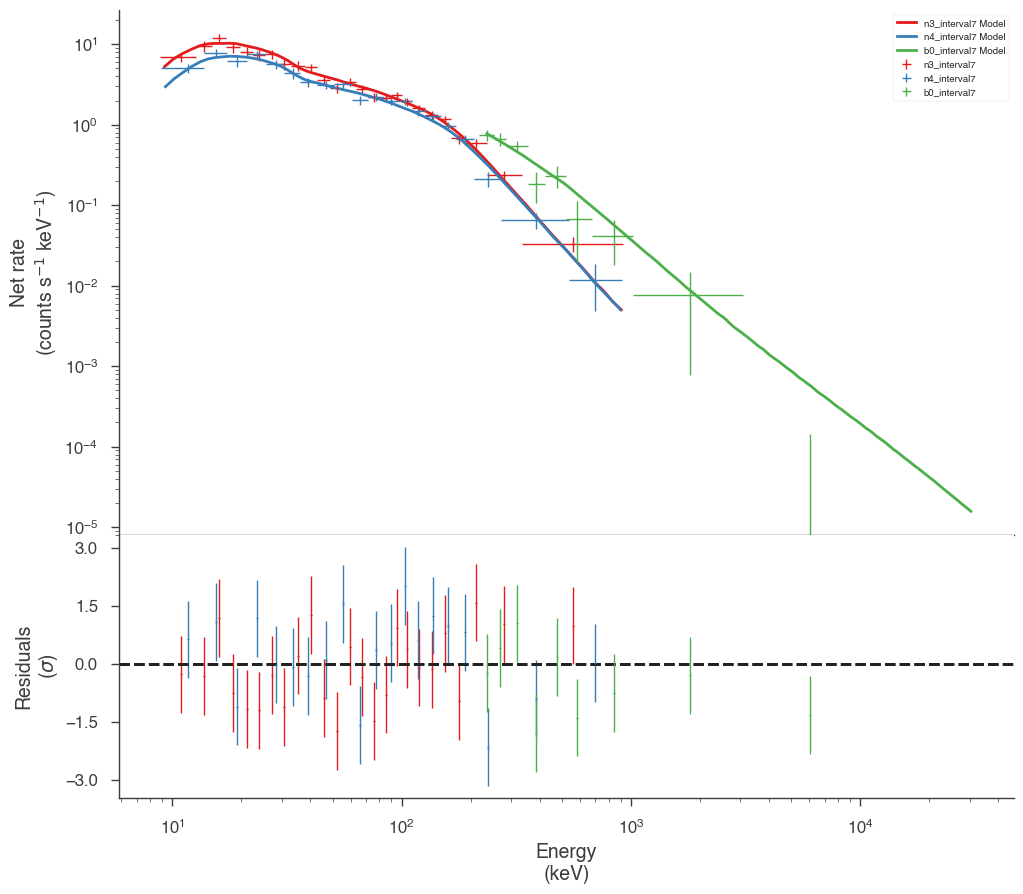 n3_interval7 Model
n4_interval7 Model
b0_interval7 Model
n3_interval7
n4_interval7
b0_interval7
10¹
10⁰
10⁻¹
10⁻²
10⁻³
10⁻⁴
10⁻⁵
Net rate
(counts s⁻¹ keV⁻¹)
3.0
1.5
0.0
−1.5
−3.0
Residuals
(σ)
10¹ 10² 10³ 10⁴
Energy
(keV)